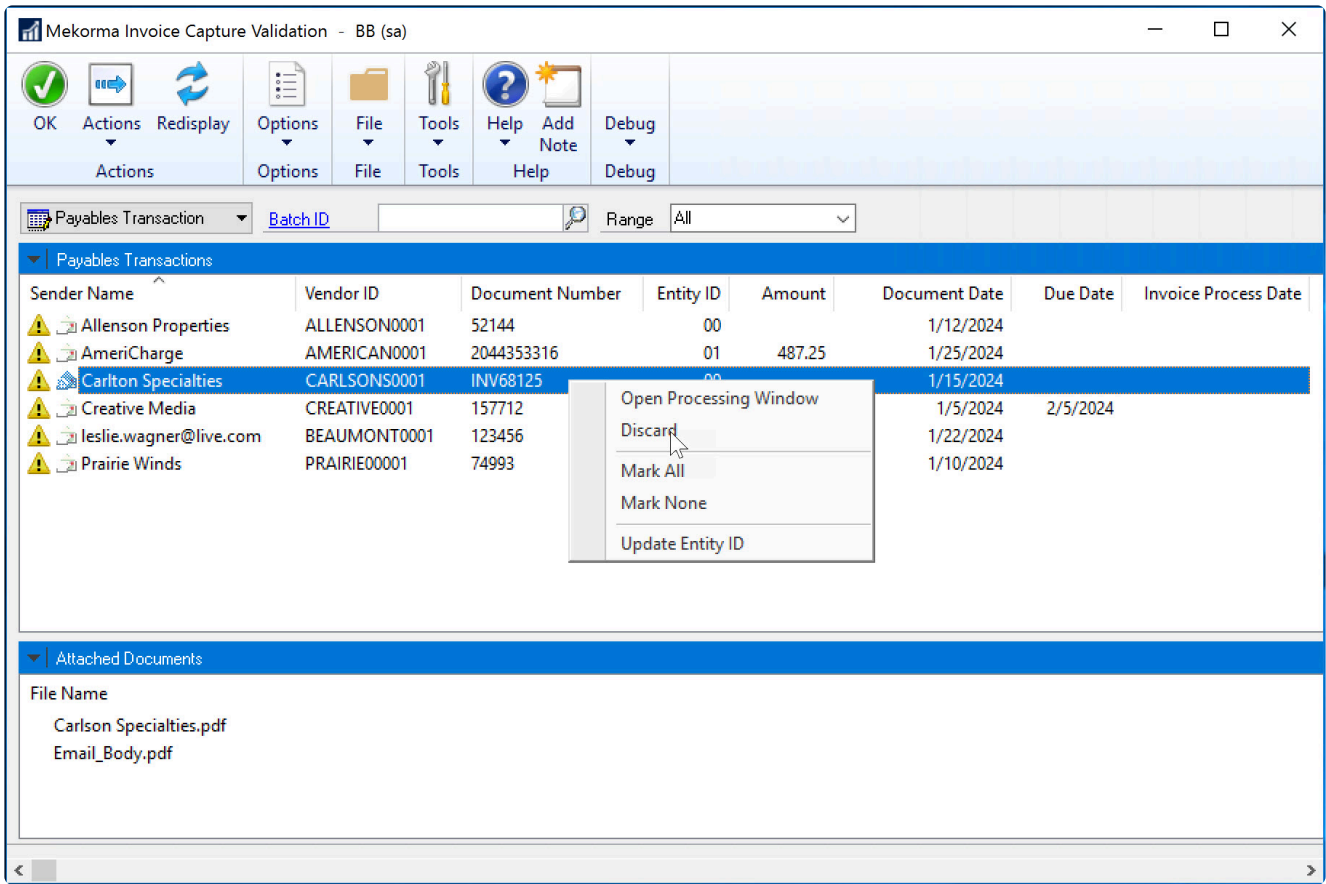 Mekorma Invoice Capture Validation - BB (sa)
OK Actions Redisplay Options File Tools Help Add Note Debug
Actions Options File Tools Help Debug
Payables Transaction Batch ID Range All
Payables Transactions
Sender Name Vendor ID Document Number Entity ID Amount Document Date Due Date Invoice Process Date
Allenson Properties ALLENSON0001 52144 00 1/12/2024
AmeriCharge AMERICAN0001 2044353316 01 487.25 1/25/2024
Carlton Specialties CARLSONS0001 INV68125 00 1/15/2024
Creative Media CREATIVE0001 157712 1/5/2024 2/5/2024
leslie.wagner@live.com BEAUMONT0001 123456 1/22/2024
Prairie Winds PRAIRIE00001 74993 1/10/2024
Open Processing Window
Discard
Mark All
Mark None
Update Entity ID
Attached Documents
File Name
Carlson Specialties.pdf
Email_Body.pdf